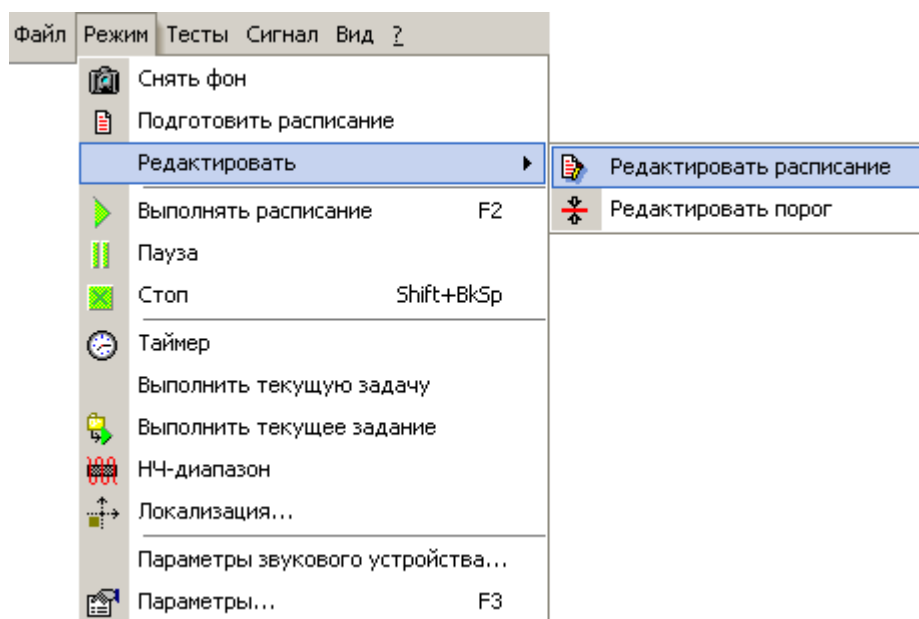 Файл Режим Тесты Сигнал Вид ?
Снять фон
Подготовить расписание
Редактировать
Редактировать расписание
Редактировать порог
Выполнять расписание F2
Пауза
Стоп Shift+BkSp
Таймер
Выполнить текущую задачу
Выполнить текущее задание
НЧ-диапазон
Локализация...
Параметры звукового устройства...
Параметры... F3